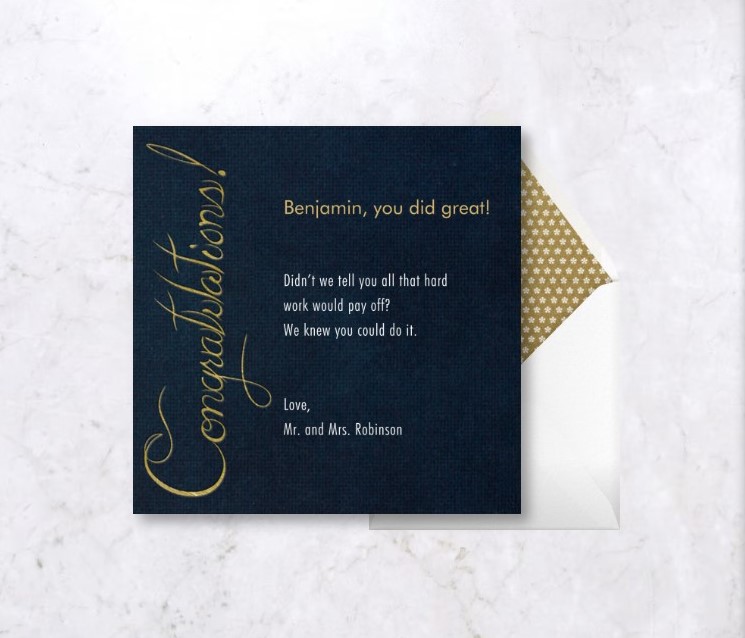 Congratulations!
Benjamin, you did great!
Didn't we tell you all that hard
work would pay off?
We knew you could do it.
Love,
Mr. and Mrs. Robinson